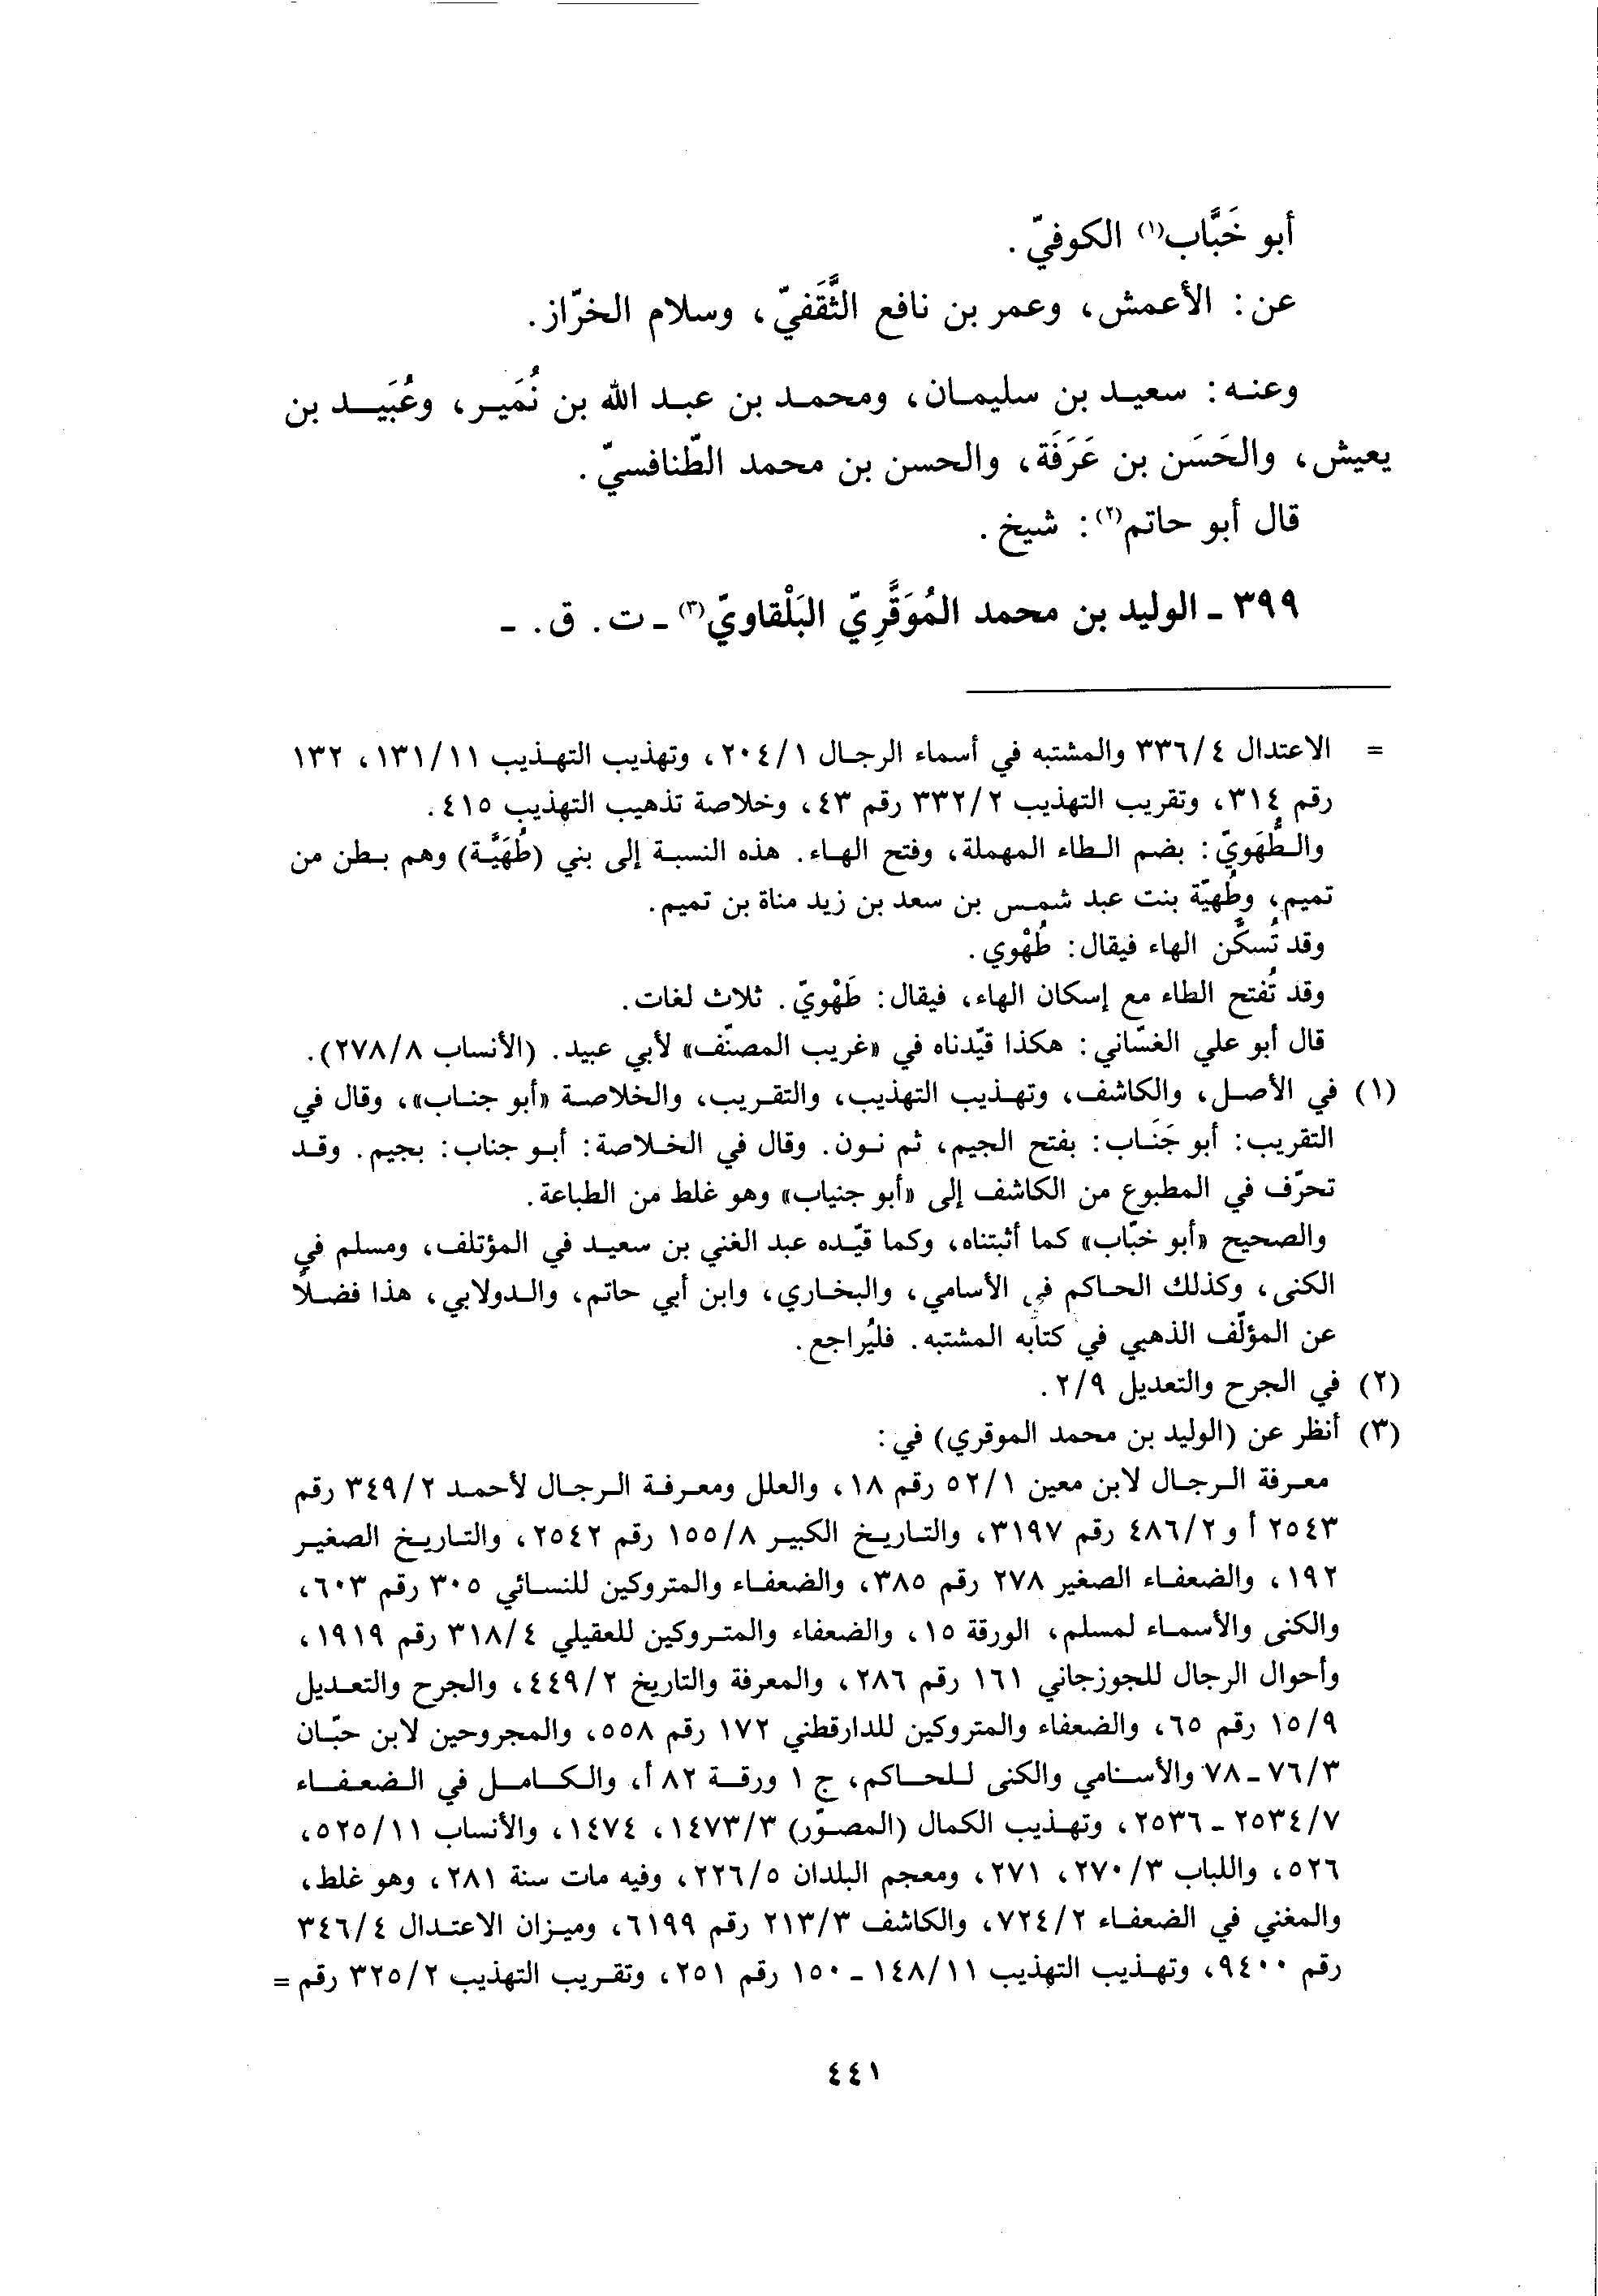 أبو خَبَّاب(١) الكوفيّ.
عن: الأعمش، وعمر بن نافع الثَّقَفيّ، وسلام الخرّاز.
وعنه: سعيد بن سليمان، ومحمد بن عبد الله بن نُمَير، وعُبَيد بن
يعيش، والحَسَن بن عَرَفَة، والحسن بن محمد الطّنافسيّ.
قال أبو حاتم(٢): شيخ.
٣٩٩ ـ الوليد بن محمد المُوَقَّرِيّ البَلْقاويّ(٣) ـ ت. ق. ـ
= الاعتدال ٣٣٦/٤ والمشتبه في أسماء الرجال ٢٠٤/١، وتهذيب التهذيب ١٣١/١١، ١٣٢
رقم ٣١٤، وتقريب التهذيب ٣٣٢/٢ رقم ٤٣، وخلاصة تذهيب التهذيب ٤١٥.
والطُّهَويّ: بضم الطاء المهملة، وفتح الهاء. هذه النسبة إلى بني (طُهَيَّة) وهم بطن من
تميم، وطُهيّة بنت عبد شمس بن سعد بن زيد مناة بن تميم.
وقد تُسكَّن الهاء فيقال: طُهْوي.
وقد تُفتح الطاء مع إسكان الهاء، فيقال: طَهْويّ. ثلاث لغات.
قال أبو علي الغسّاني: هكذا قيّدناه في «غريب المصنّف» لأبي عبيد. (الأنساب ٢٧٨/٨).
(١) في الأصل، والكاشف، وتهذيب التهذيب، والتقريب، والخلاصة «أبو جناب»، وقال في
التقريب: أبو جَنَاب: بفتح الجيم، ثم نون. وقال في الخلاصة: أبو جناب: بجيم. وقد
تحرّف في المطبوع من الكاشف إلى «أبو جنياب» وهو غلط من الطباعة.
والصحيح «أبو خبّاب» كما أثبتناه، وكما قيّده عبد الغني بن سعيد في المؤتلف، ومسلم في
الكنى، وكذلك الحاكم في الأسامي، والبخاري، وابن أبي حاتم، والدولابي، هذا فضلاً
عن المؤلّف الذهبي في كتابه المشتبه. فليُراجع.
(٢) في الجرح والتعديل ٢/٩.
(٣) أنظر عن (الوليد بن محمد الموقري) في:
معرفة الرجال لابن معين ٥٢/١ رقم ١٨، والعلل ومعرفة الرجال لأحمد ٣٤٩/٢ رقم
٢٥٤٣ أ و٤٨٦/٢ رقم ٣١٩٧، والتاريخ الكبير ١٥٥/٨ رقم ٢٥٤٢، والتاريخ الصغير
١٩٢، والضعفاء الصغير ٢٧٨ رقم ٣٨٥، والضعفاء والمتروكين للنسائي ٣٠٥ رقم ٦٠٣،
والكنى والأسماء لمسلم، الورقة ١٥، والضعفاء والمتروكين للعقيلي ٣١٨/٤ رقم ١٩١٩،
وأحوال الرجال للجوزجاني ١٦١ رقم ٢٨٦، والمعرفة والتاريخ ٤٤٩/٢، والجرح والتعديل
١٥/٩ رقم ٦٥، والضعفاء والمتروكين للدارقطني ١٧٢ رقم ٥٥٨، والمجروحين لابن حبّان
٧٦/٣ ـ ٧٨ والأسامي والكنى للحاكم، ج ١ ورقة ٨٢ أ، والكامل في الضعفاء
٢٥٣٤/٧ ـ ٢٥٣٦، وتهذيب الكمال (المصوّر) ١٤٧٣/٣، ١٤٧٤، والأنساب ٥٢٥/١١،
٥٢٦، واللباب ٢٧٠/٣، ٢٧١، ومعجم البلدان ٢٢٦/٥، وفيه مات سنة ٢٨١، وهو غلط،
والمغني في الضعفاء ٧٢٤/٢، والكاشف ٢١٣/٣ رقم ٦١٩٩، وميزان الاعتدال ٣٤٦/٤
رقم ٩٤٠٠، وتهذيب التهذيب ١٤٨/١١ ـ ١٥٠ رقم ٢٥١، وتقريب التهذيب ٣٢٥/٢ رقم =
٤٤١